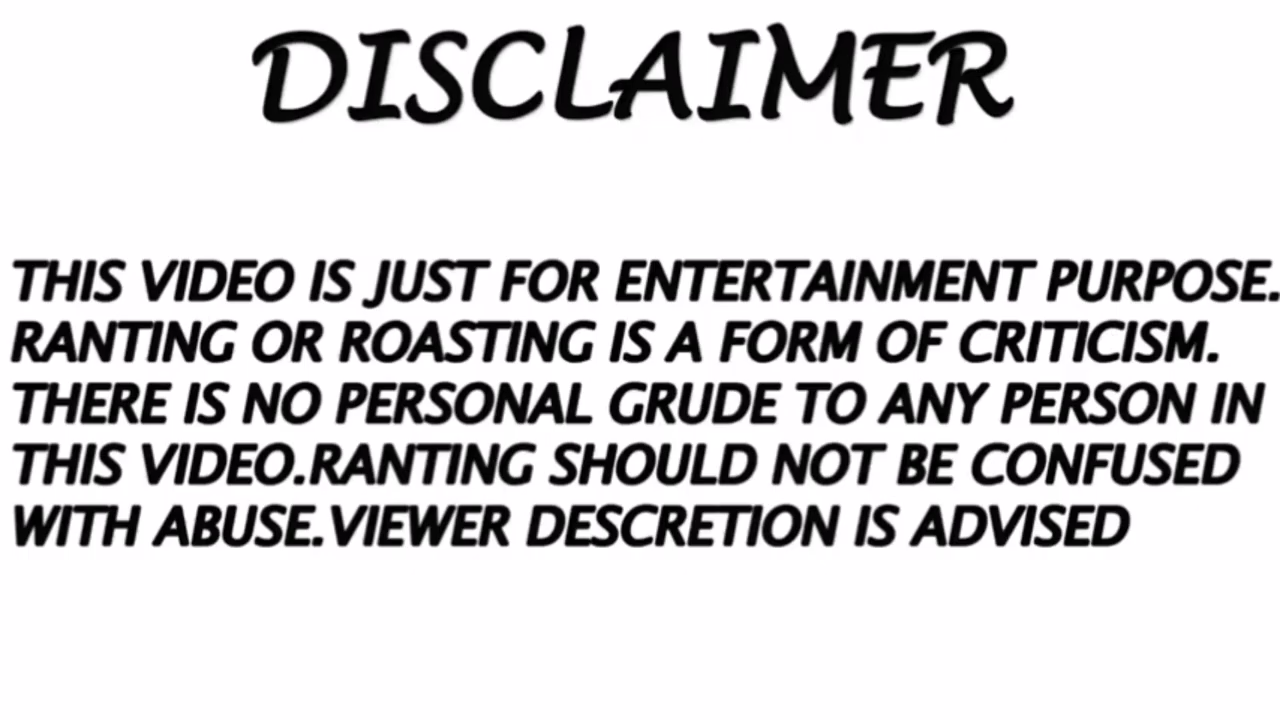 DISCLAIMER
THIS VIDEO IS JUST FOR ENTERTAINMENT PURPOSE.
RANTING OR ROASTING IS A FORM OF CRITICISM.
THERE IS NO PERSONAL GRUDE TO ANY PERSON IN
THIS VIDEO.RANTING SHOULD NOT BE CONFUSED
WITH ABUSE.VIEWER DESCRETION IS ADVISED